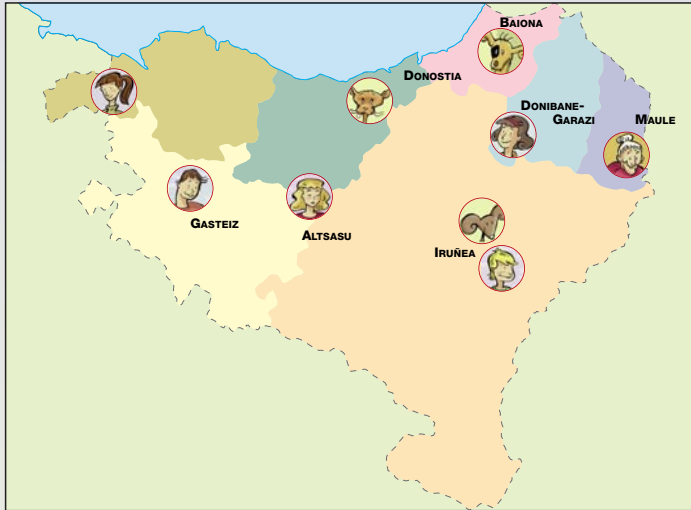 BAIONA
DONOSTIA
DONIBANE-
GARAZI
MAULE
GASTEIZ
ALTSASU
IRUÑEA